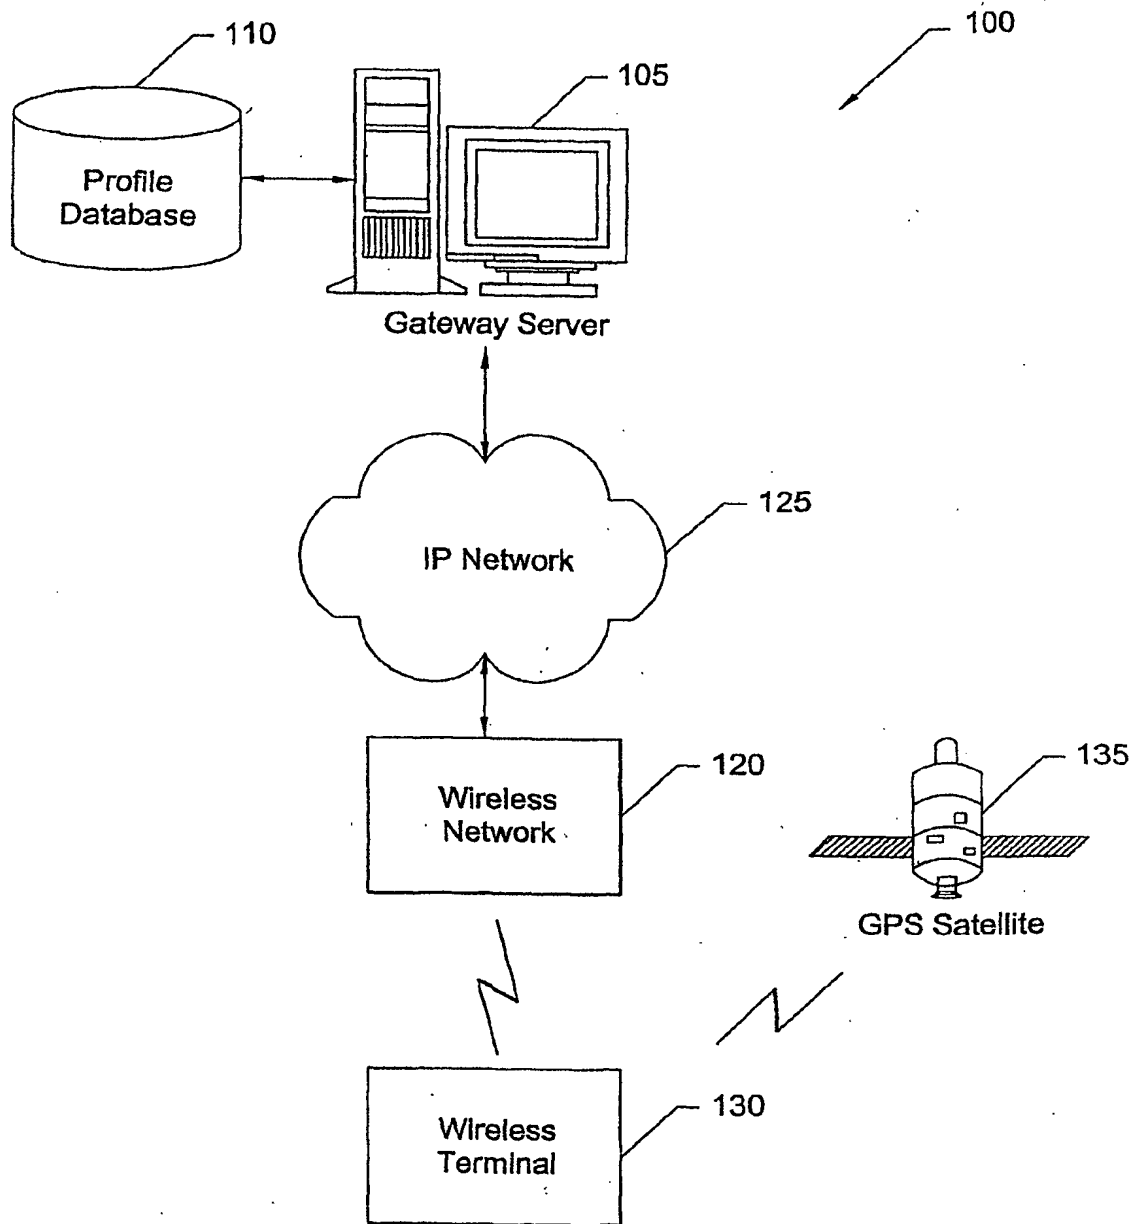 110
100
105
Profile
Database
Gateway Server
125
IP Network
120
Wireless
Network
135
GPS Satellite
130
Wireless
Terminal